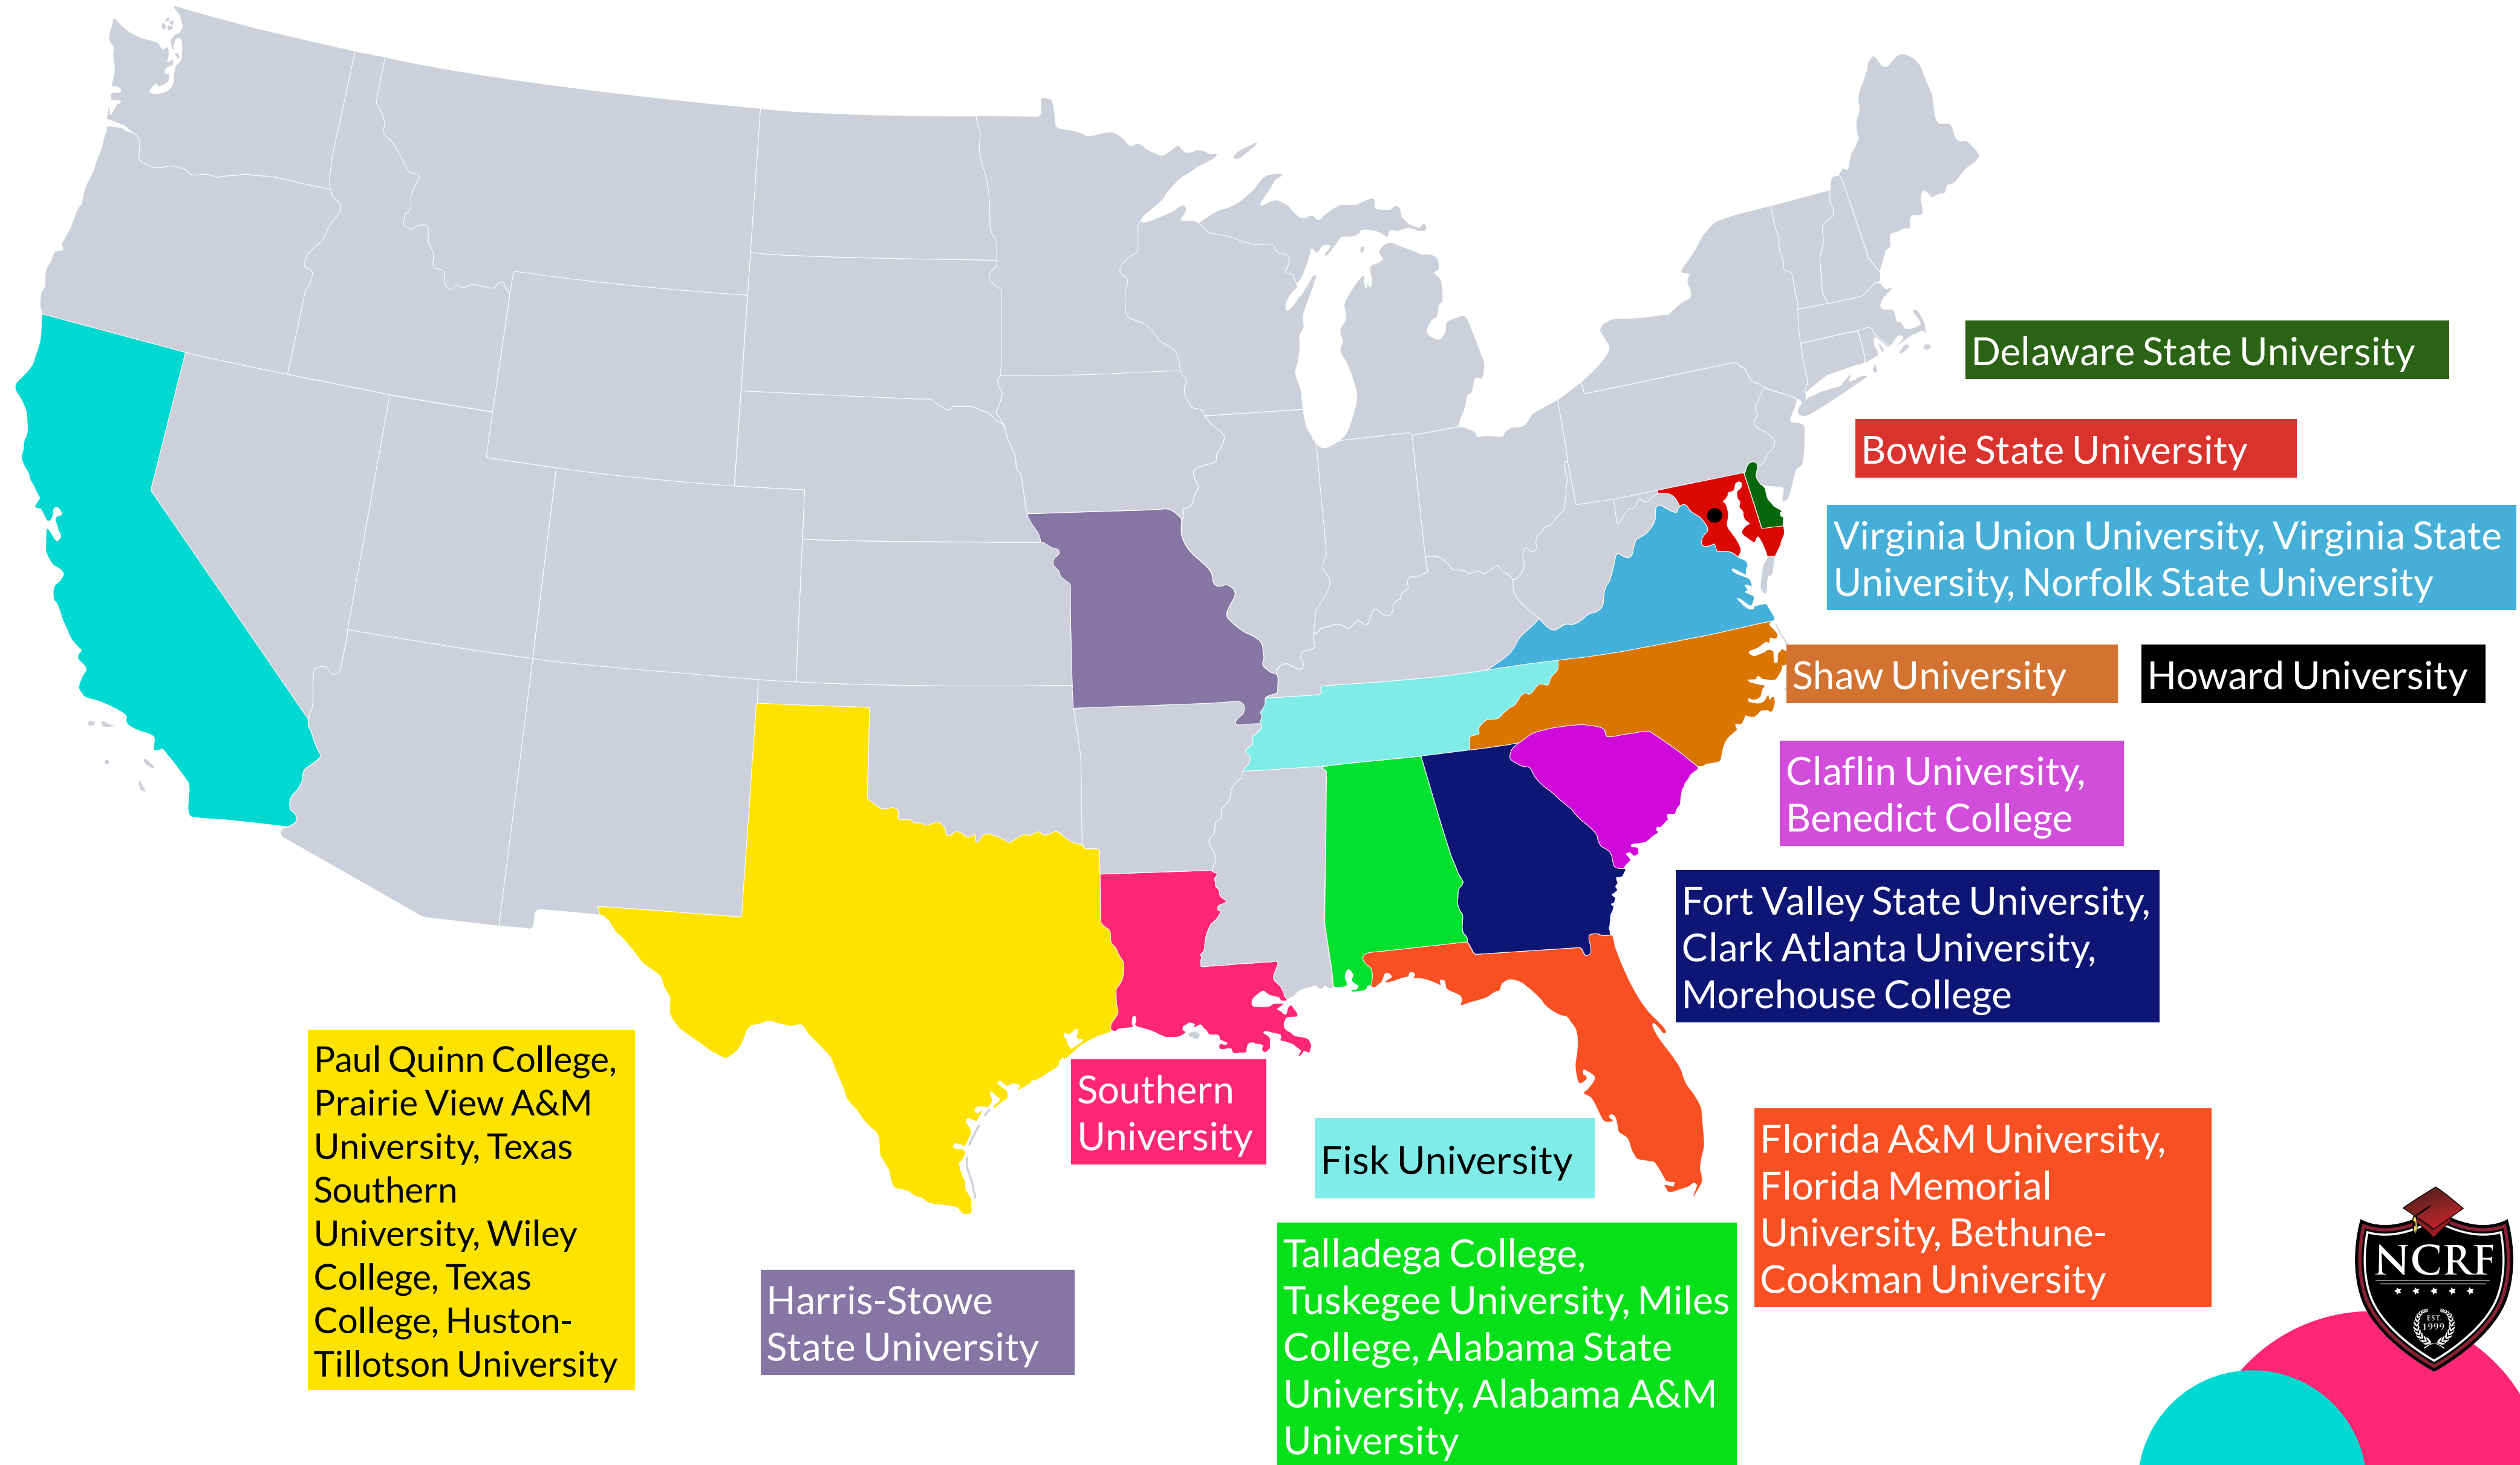 Delaware State University
Bowie State University
Virginia Union University, Virginia State
University, Norfolk State University
Shaw University
Howard University
Claflin University,
Benedict College
Fort Valley State University,
Clark Atlanta University,
Morehouse College
Paul Quinn College,
Prairie View A&M
University, Texas
Southern
University, Wiley
College, Texas
College, Huston-
Tillotson University
Southern
University
Fisk University
Florida A&M University,
Florida Memorial
University, Bethune-
Cookman University
Harris-Stowe
State University
Talladega College,
Tuskegee University, Miles
College, Alabama State
University, Alabama A&M
University
NCRF
EST.
1999